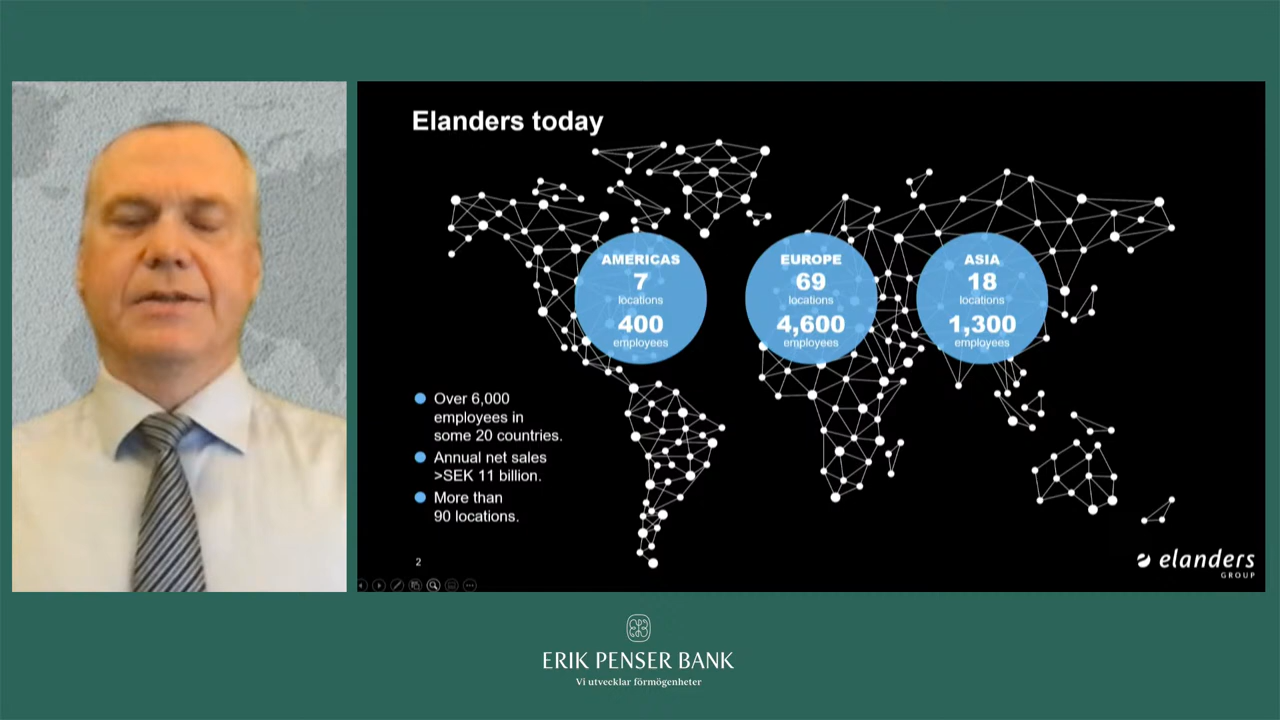 Elanders today
AMERICAS
7
locations
400
employees
EUROPE
69
locations
4,600
employees
ASIA
18
locations
1,300
employees
Over 6,000
employees in
some 20 countries.
Annual net sales
>SEK 11 billion.
More than
90 locations.
2
elanders
GROUP
ERIK PENSER BANK
Vi utvecklar förmögenheter